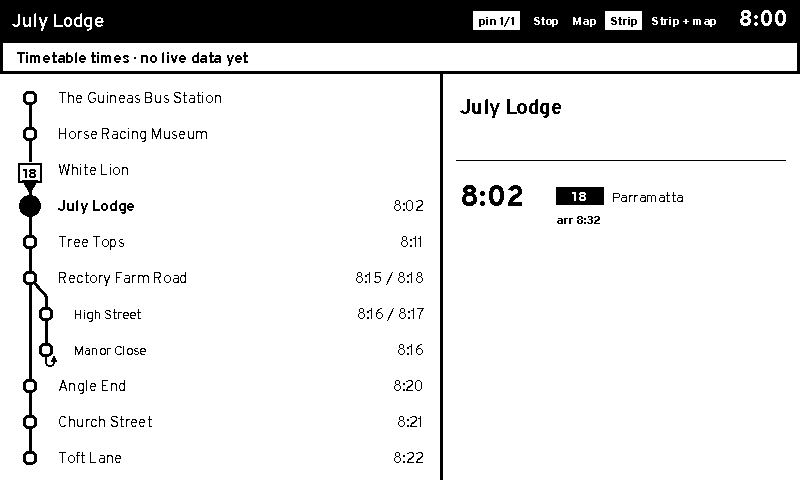 July Lodge
pin 1/1 Stop Map Strip Strip + map 8:00
Timetable times · no live data yet
The Guineas Bus Station
Horse Racing Museum
18 White Lion
July Lodge 8:02
Tree Tops 8:11
Rectory Farm Road 8:15 / 8:18
High Street 8:16 / 8:17
Manor Close 8:16
Angle End 8:20
Church Street 8:21
Toft Lane 8:22
July Lodge
8:02 18 Parramatta
arr 8:32